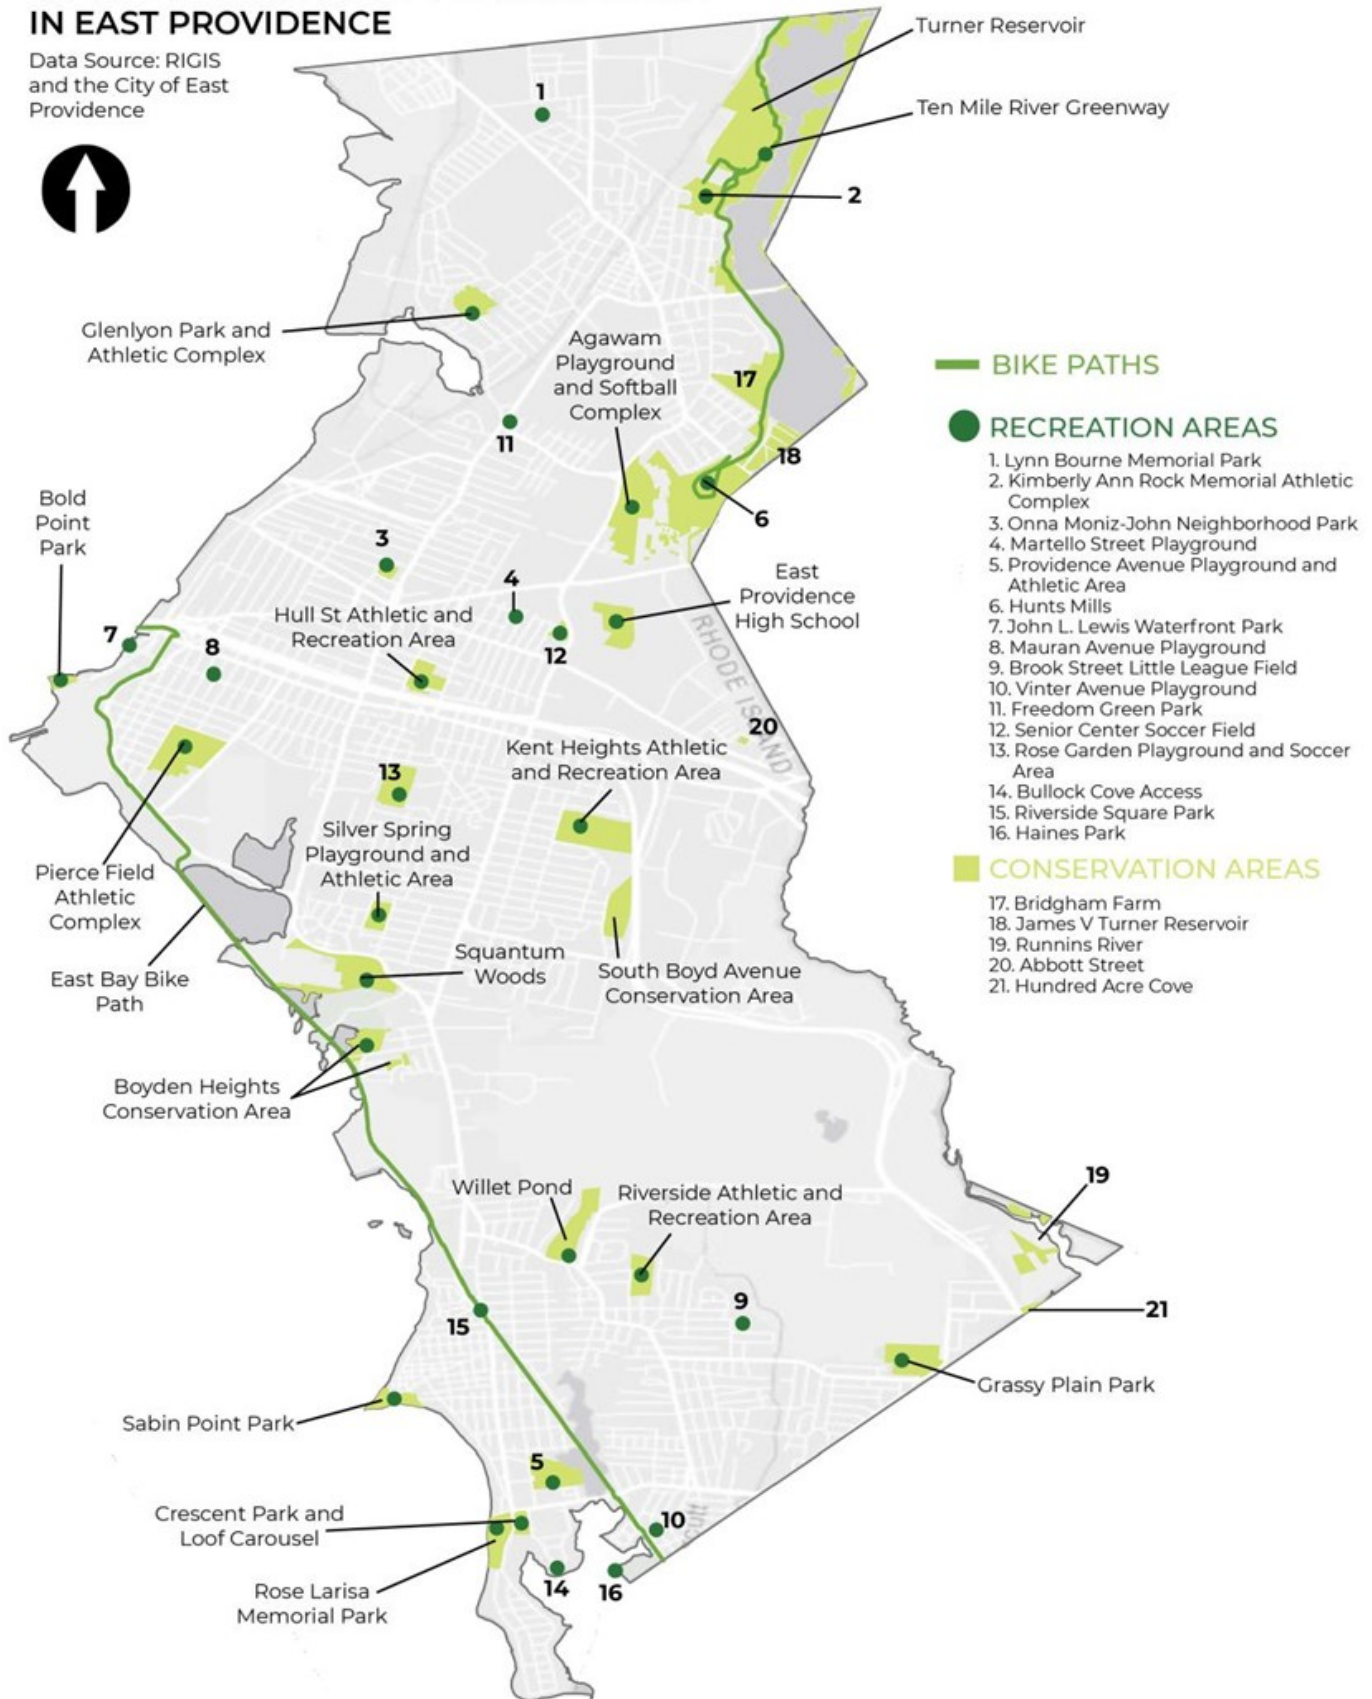 IN EAST PROVIDENCE
Data Source: RIGIS
and the City of East
Providence
Turner Reservoir
Ten Mile River Greenway
1
2
Glenlyon Park and
Athletic Complex
Agawam
Playground
and Softball
Complex
17
11
18
6
Bold
Point
Park
3
4
East
Providence
High School
Hull St Athletic and
Recreation Area
7
8
12
RHODE ISLAND
20
Kent Heights Athletic
and Recreation Area
13
Silver Spring
Playground and
Athletic Area
Pierce Field
Athletic
Complex
East Bay Bike
Path
Squantum
Woods
South Boyd Avenue
Conservation Area
Boyden Heights
Conservation Area
Willet Pond
Riverside Athletic and
Recreation Area
19
9
15
21
Grassy Plain Park
Sabin Point Park
5
Crescent Park and
Loof Carousel
10
14
16
Rose Larisa
Memorial Park
BIKE PATHS
RECREATION AREAS
1. Lynn Bourne Memorial Park
2. Kimberly Ann Rock Memorial Athletic
Complex
3. Onna Moniz-John Neighborhood Park
4. Martello Street Playground
5. Providence Avenue Playground and
Athletic Area
6. Hunts Mills
7. John L. Lewis Waterfront Park
8. Mauran Avenue Playground
9. Brook Street Little League Field
10. Vinter Avenue Playground
11. Freedom Green Park
12. Senior Center Soccer Field
13. Rose Garden Playground and Soccer
Area
14. Bullock Cove Access
15. Riverside Square Park
16. Haines Park
CONSERVATION AREAS
17. Bridgham Farm
18. James V Turner Reservoir
19. Runnins River
20. Abbott Street
21. Hundred Acre Cove